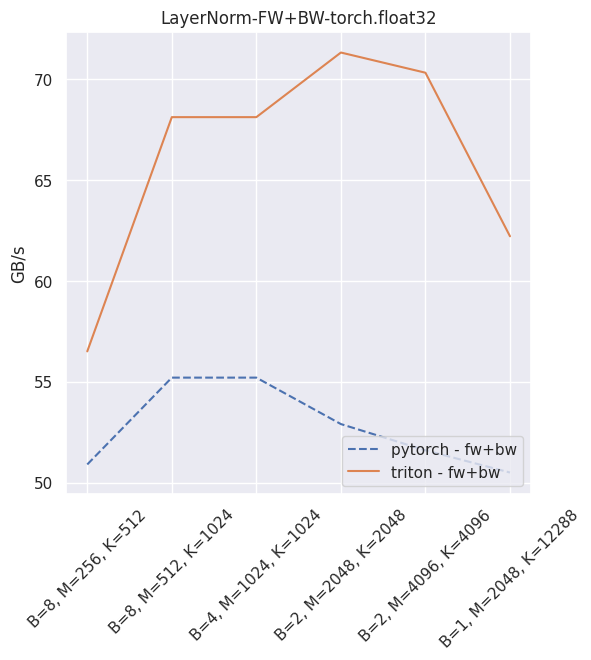 LayerNorm-FW+BW-torch.float32
GB/s
70
65
60
55
50
pytorch - fw+bw
triton - fw+bw
B=8, M=256, K=512
B=8, M=512, K=1024
B=4, M=1024, K=1024
B=2, M=2048, K=2048
B=2, M=4096, K=4096
B=1, M=2048, K=12288